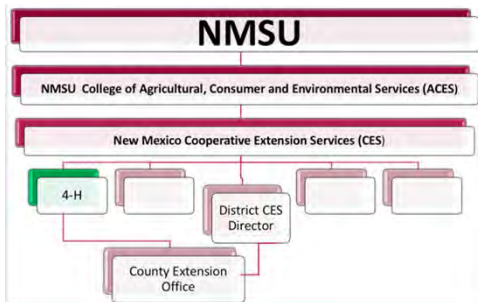 NMSU
NMSU College of Agricultural, Consumer and Environmental Services (ACES)
New Mexico Cooperative Extension Services (CES)
4-H
District CES
Director
County Extension
Office